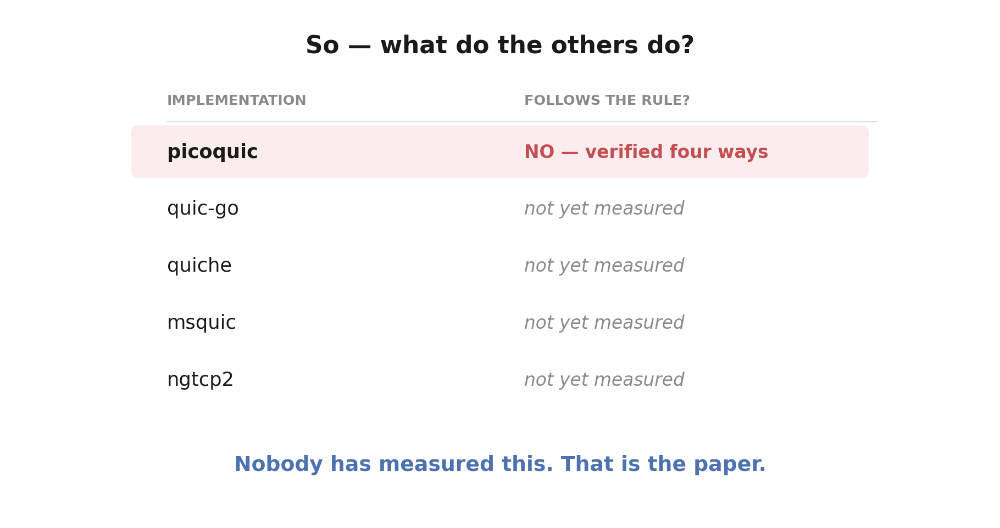 So — what do the others do?
IMPLEMENTATION FOLLOWS THE RULE?
picoquic NO — verified four ways
quic-go not yet measured
quiche not yet measured
msquic not yet measured
ngtcp2 not yet measured
Nobody has measured this. That is the paper.